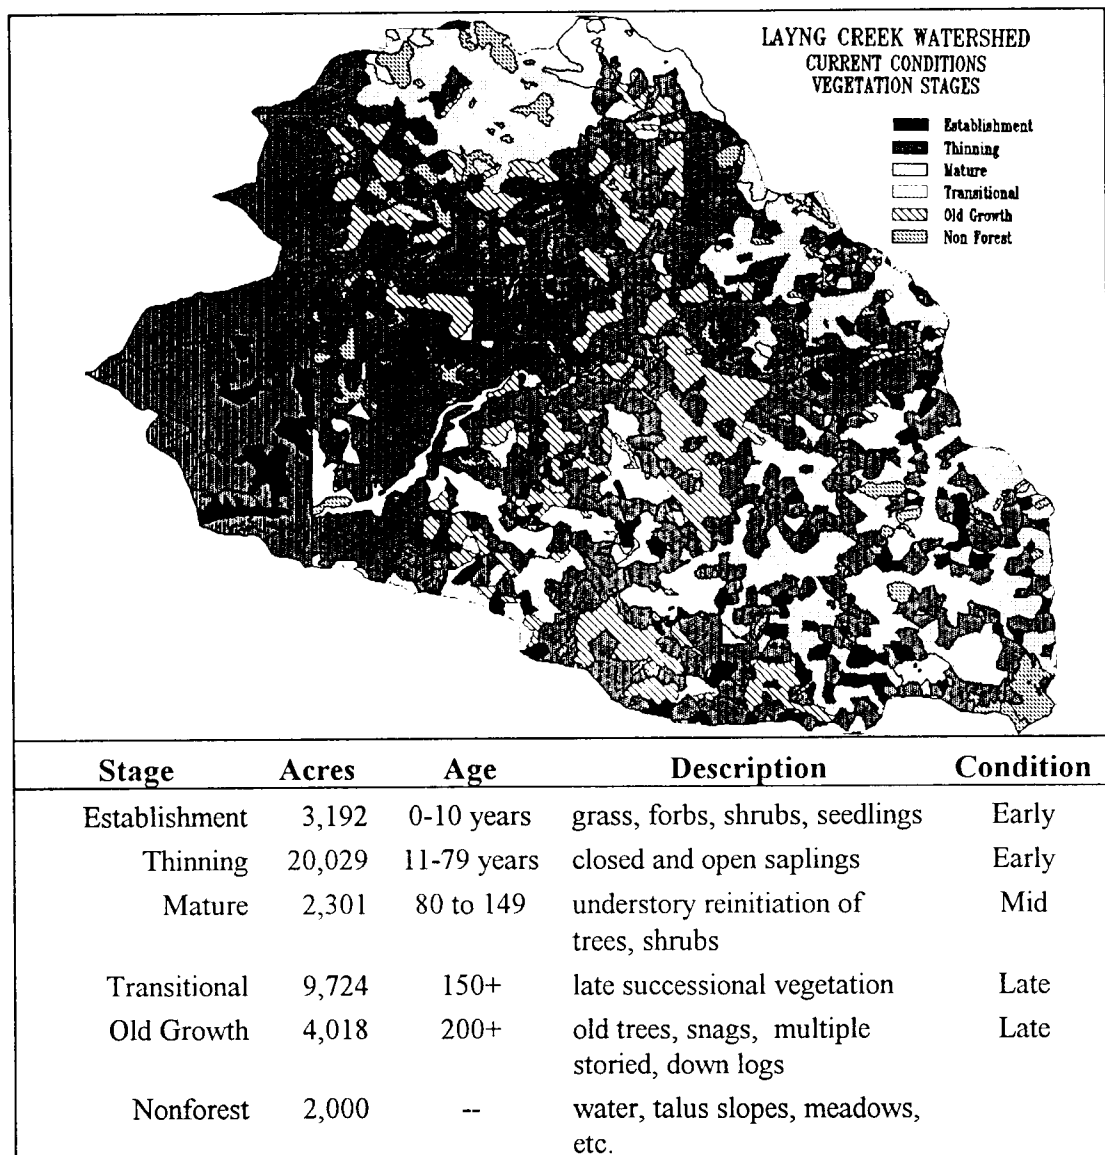 LAYNG CREEK WATERSHED
CURRENT CONDITIONS
VEGETATION STAGES
Establishment
Thinning
Mature
Transitional
Old Growth
Non Forest
Stage Acres Age Description Condition
Establishment 3,192 0-10 years grass, forbs, shrubs, seedlings Early
Thinning 20,029 11-79 years closed and open saplings Early
Mature 2,301 80 to 149 understory reinitiation of Mid
trees, shrubs
Transitional 9,724 150+ late successional vegetation Late
Old Growth 4,018 200+ old trees, snags, multiple Late
storied, down logs
Nonforest 2,000 -- water, talus slopes, meadows,
etc.